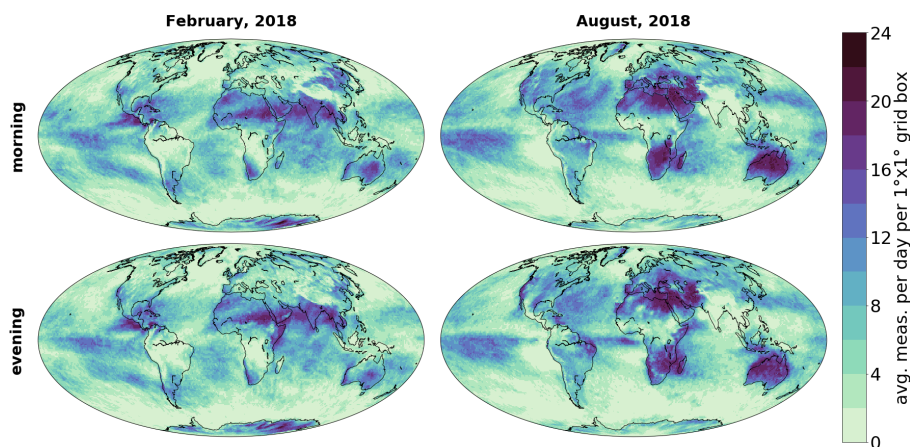 February, 2018
August, 2018
morning
evening
24
20
16
12
8
4
0
avg. meas. per day per 1°x1° grid box